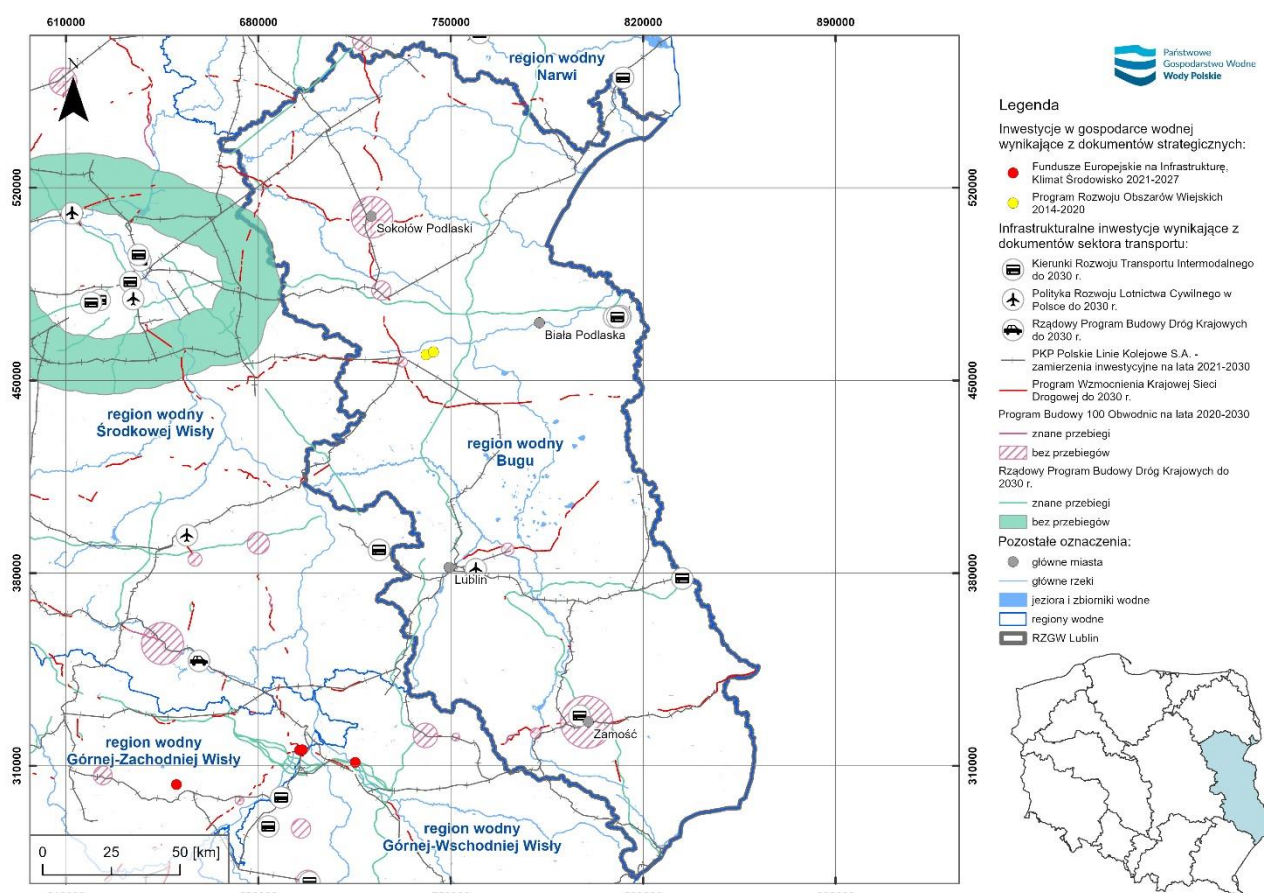 610000
680000
750000
820000
890000
N
region wodny
Narwi
520000
520000
Sokołów Podlaski
Biała Podlaska
450000
450000
region wodny
Środkowej Wisły
region wodny
Bugu
380000
380000
Lublin
Zamość
region wodny
Górnej-Zachodniej Wisły
310000
310000
region wodny
Górnej-Wschodniej Wisły
0 25 50 [km]
Państwowe
Gospodarstwo Wodne
Wody Polskie
Legenda
Inwestycje w gospodarce wodnej
wynikające z dokumentów strategicznych:
Fundusze Europejskie na Infrastrukturę,
Klimat Środowisko 2021-2027
Program Rozwoju Obszarów Wiejskich
2014-2020
Infrastrukturalne inwestycje wynikające z
dokumentów sektora transportu:
Kierunki Rozwoju Transportu Intermodalnego
do 2030 r.
Polityka Rozwoju Lotnictwa Cywilnego w
Polsce do 2030 r.
Rządowy Program Budowy Dróg Krajowych
do 2030 r.
PKP Polskie Linie Kolejowe S.A. -
zamierzenia inwestycyjne na lata 2021-2030
Program Wzmocnienia Krajowej Sieci
Drogowej do 2030 r.
Program Budowy 100 Obwodnic na lata 2020-2030
znane przebiegi
bez przebiegów
Rządowy Program Budowy Dróg Krajowych do
2030 r.
znane przebiegi
bez przebiegów
Pozostałe oznaczenia:
główne miasta
główne rzeki
jeziora i zbiorniki wodne
regiony wodne
RZGW Lublin